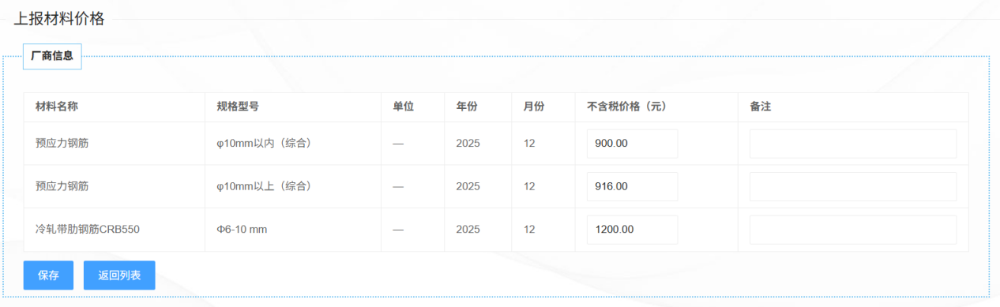 上报材料价格
厂商信息
材料名称 规格型号 单位 年份 月份 不含税价格（元） 备注
预应力钢筋 φ10mm以内（综合） — 2025 12 900.00
预应力钢筋 φ10mm以上（综合） — 2025 12 916.00
冷轧带肋钢筋CRB550 Φ6-10 mm — 2025 12 1200.00
保存 返回列表